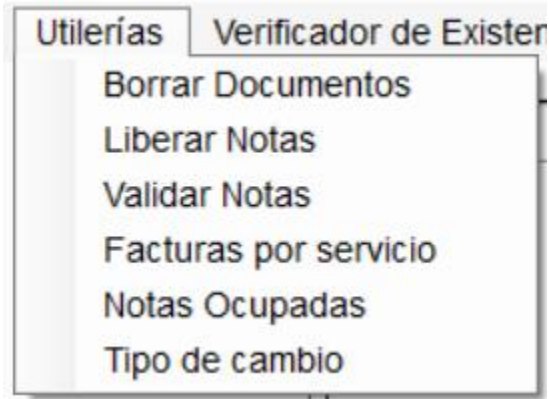 Utilerías Verificador de Existen
Borrar Documentos
Liberar Notas
Validar Notas
Facturas por servicio
Notas Ocupadas
Tipo de cambio